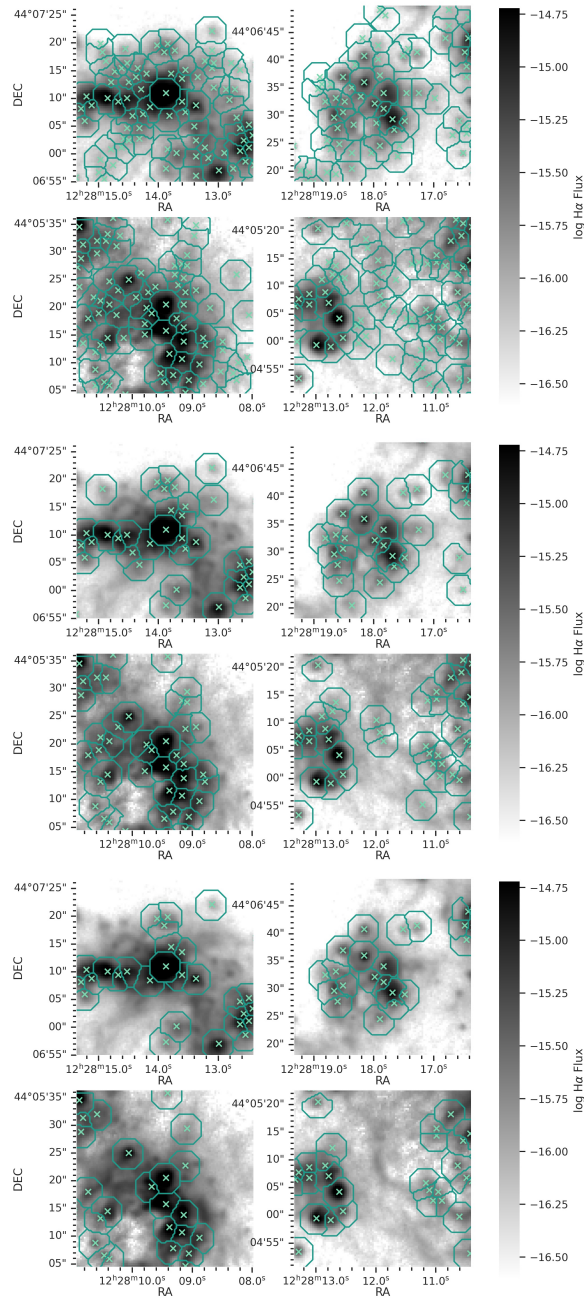 44°07'25" 20" 15" 10" 05" 00" 06'55"
DEC
12ʰ28ᵐ15.0ˢ 14.0ˢ 13.0ˢ
RA
44°06'45" 40" 35" 30" 25" 20"
12ʰ28ᵐ19.0ˢ 18.0ˢ 17.0ˢ
RA
44°05'35" 30" 25" 20" 15" 10" 05"
DEC
12ʰ28ᵐ10.0ˢ 09.0ˢ 08.0ˢ
RA
44°05'20" 15" 10" 05" 00" 04'55"
12ʰ28ᵐ13.0ˢ 12.0ˢ 11.0ˢ
RA
−14.75 −15.00 −15.25 −15.50 −15.75 −16.00 −16.25 −16.50
log Hα Flux
44°07'25" 20" 15" 10" 05" 00" 06'55"
DEC
12ʰ28ᵐ15.0ˢ 14.0ˢ 13.0ˢ
RA
44°06'45" 40" 35" 30" 25" 20"
12ʰ28ᵐ19.0ˢ 18.0ˢ 17.0ˢ
RA
44°05'35" 30" 25" 20" 15" 10" 05"
DEC
12ʰ28ᵐ10.0ˢ 09.0ˢ 08.0ˢ
RA
44°05'20" 15" 10" 05" 00" 04'55"
12ʰ28ᵐ13.0ˢ 12.0ˢ 11.0ˢ
RA
−14.75 −15.00 −15.25 −15.50 −15.75 −16.00 −16.25 −16.50
log Hα Flux
44°07'25" 20" 15" 10" 05" 00" 06'55"
DEC
12ʰ28ᵐ15.0ˢ 14.0ˢ 13.0ˢ
RA
44°06'45" 40" 35" 30" 25" 20"
12ʰ28ᵐ19.0ˢ 18.0ˢ 17.0ˢ
RA
44°05'35" 30" 25" 20" 15" 10" 05"
DEC
12ʰ28ᵐ10.0ˢ 09.0ˢ 08.0ˢ
RA
44°05'20" 15" 10" 05" 00" 04'55"
12ʰ28ᵐ13.0ˢ 12.0ˢ 11.0ˢ
RA
−14.75 −15.00 −15.25 −15.50 −15.75 −16.00 −16.25 −16.50
log Hα Flux